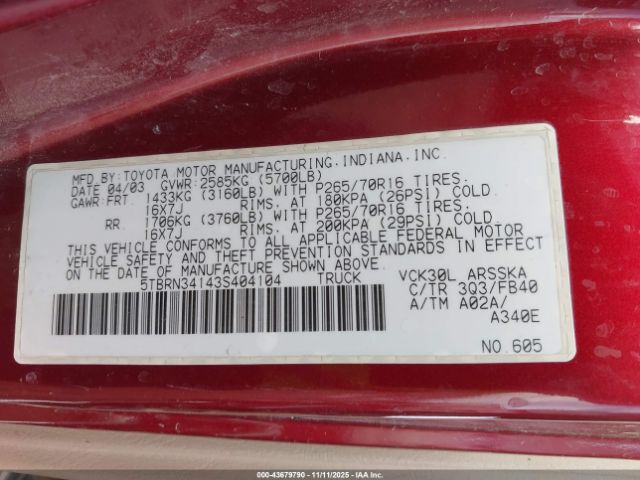 MFD.BY:TOYOTA MOTOR MANUFACTURING,INDIANA,INC.
DATE 04/03 GVWR:2585KG (5700LB)
GAWR:FRT. 1433KG (3160LB) WITH P265/70R16 TIRES,
16X7J RIMS, AT 180KPA (26PSI) COLD
RR. 1706KG (3760LB) WITH P265/70R16 TIRES,
16X7J RIMS, AT 200KPA (29PSI) COLD
THIS VEHICLE CONFORMS TO ALL APPLICABLE FEDERAL MOTOR
VEHICLE SAFETY AND THEFT PREVENTION STANDARDS IN EFFECT
ON THE DATE OF MANUFACTURE SHOWN ABOVE.
5TBRN34143S404104 TRUCK VCK30L ARSSKA
C/TR 3Q3/FB40
A/TM A02A/
A340E
NO.605
000-43679790 - 11/11/2025 - IAAI Corp.